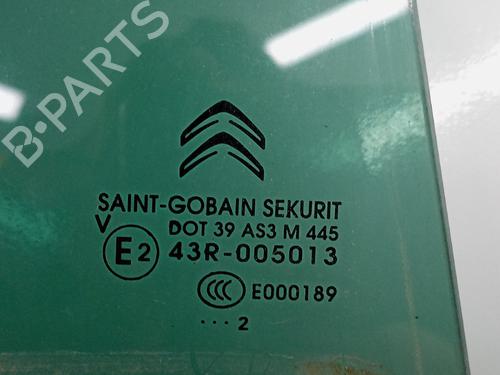 B-PARTS
SAINT-GOBAIN SEKURIT
V DOT 39 AS3 M 445
E2 43R-005013
CCC E000189
··· 2